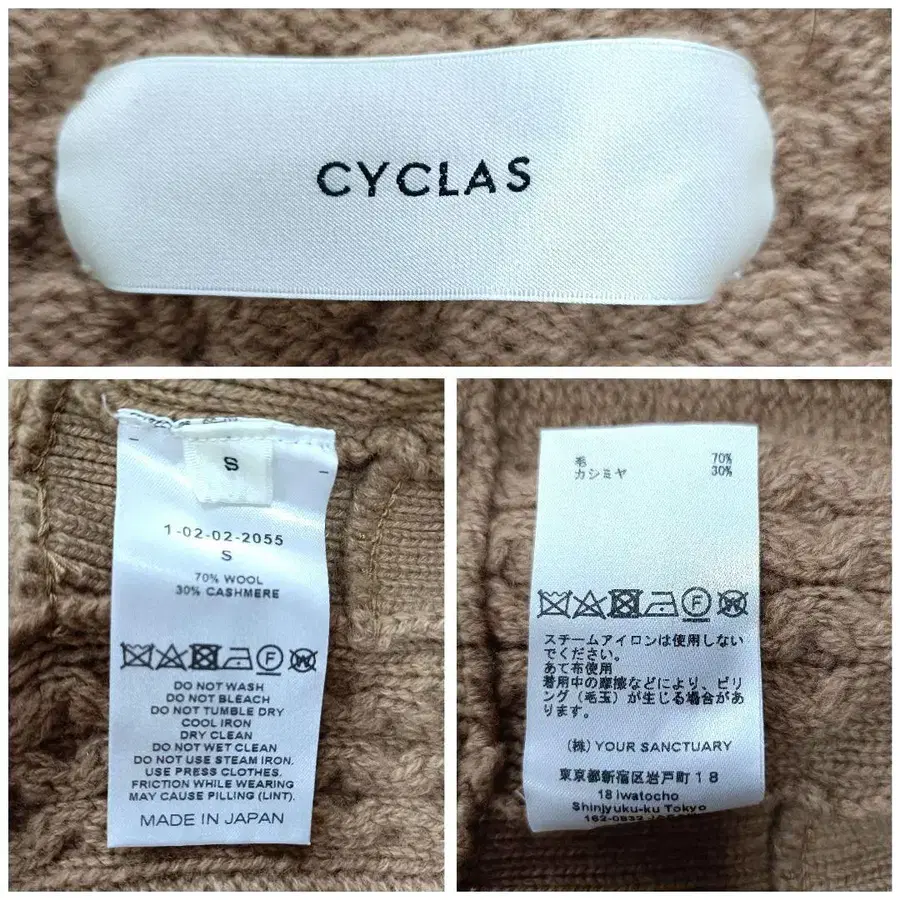 CYCLAS
S
1-02-02-2055
S
70% WOOL
30% CASHMERE
DO NOT WASH
DO NOT BLEACH
DO NOT TUMBLE DRY
COOL IRON
DRY CLEAN
DO NOT WET CLEAN
DO NOT USE STEAM IRON.
USE PRESS CLOTHES.
FRICTION WHILE WEARING
MAY CAUSE PILLING (LINT).
MADE IN JAPAN
毛 70%
カシミヤ 30%
スチームアイロンは使用しない
でください。
あて布使用
着用中の摩擦などにより、ピリ
ング（毛玉）が生じる場合があ
ります。
(株) YOUR SANCTUARY
東京都新宿区岩戸町１８
18 iwatocho
Shinjyuku-ku Tokyo
162-0832